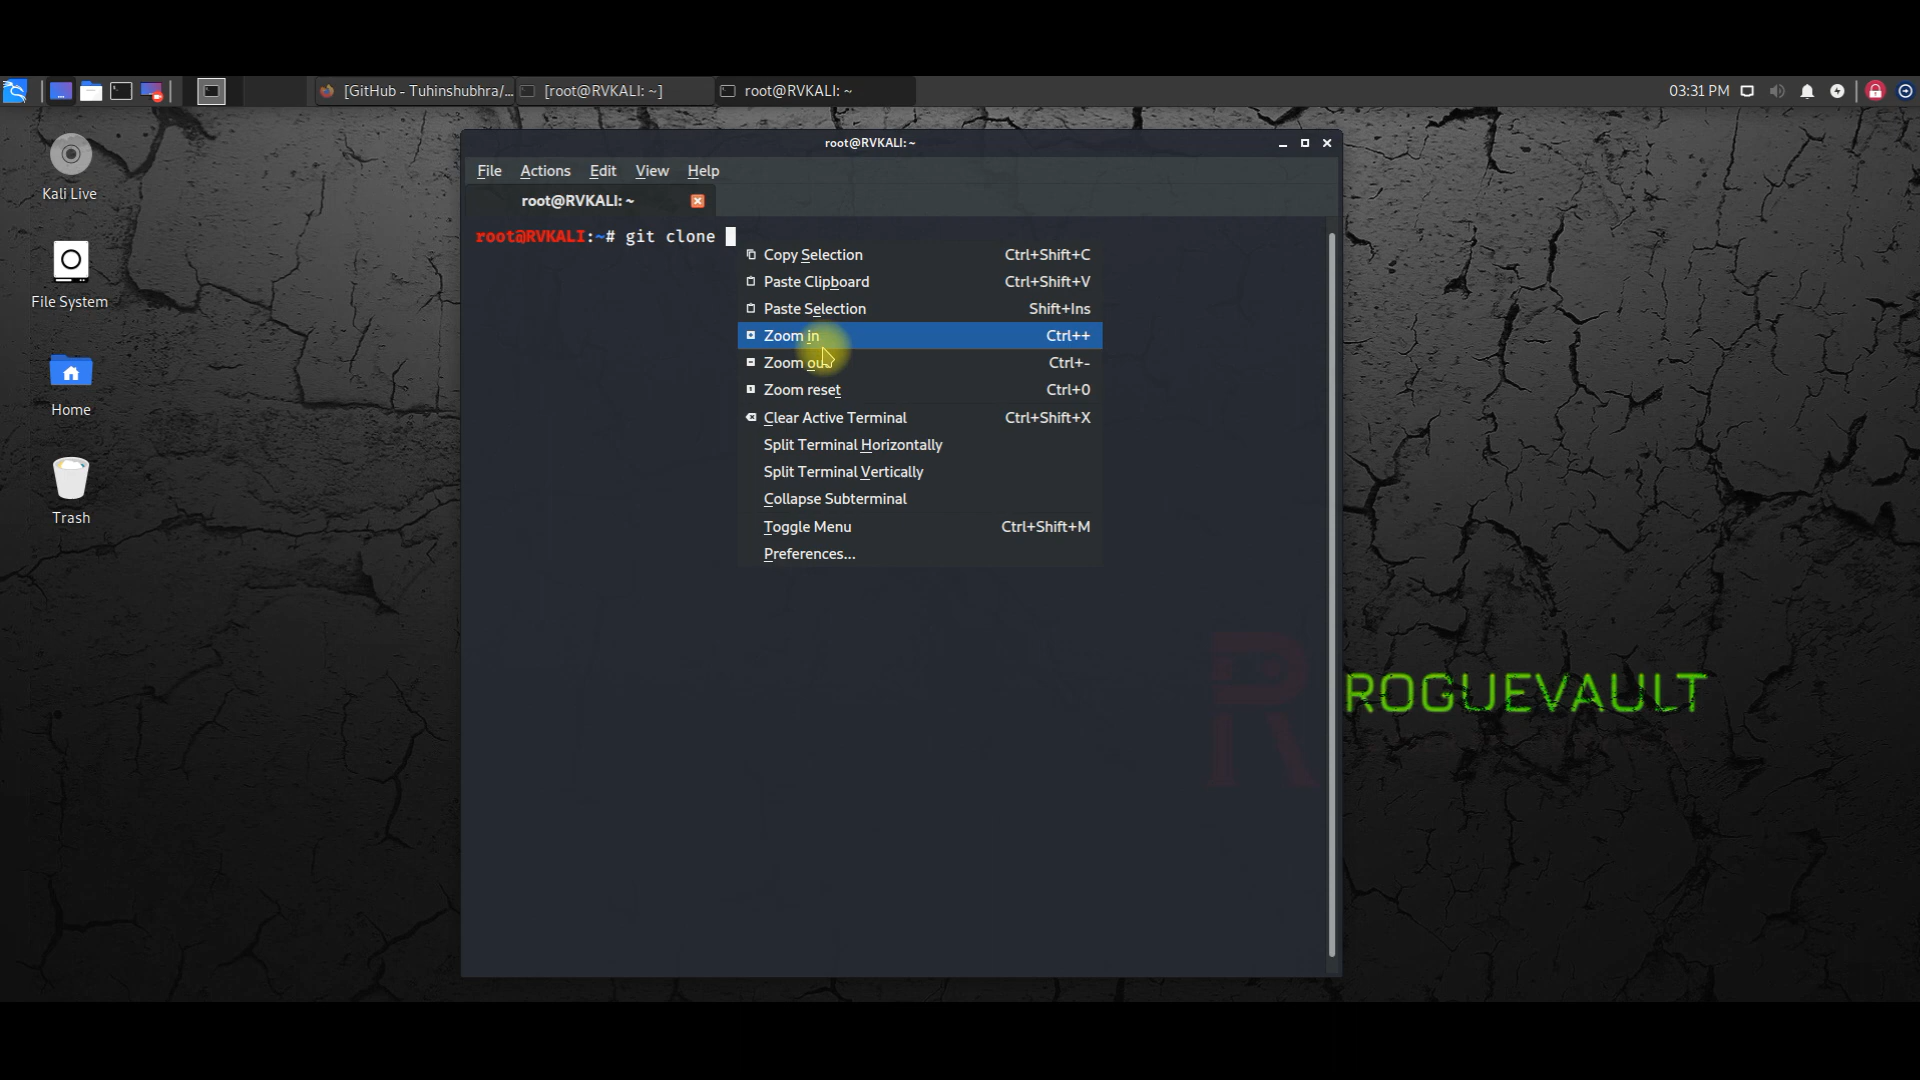 [GitHub - Tuhinshubhra/...
[root@RVKALI: ~]
root@RVKALI: ~
03:31 PM
Kali Live
File System
Home
Trash
root@RVKALI: ~
File Actions Edit View Help
root@RVKALI: ~
root@RVKALI:~# git clone
Copy Selection Ctrl+Shift+C
Paste Clipboard Ctrl+Shift+V
Paste Selection Shift+Ins
Zoom in Ctrl++
Zoom out Ctrl+-
Zoom reset Ctrl+0
Clear Active Terminal Ctrl+Shift+X
Split Terminal Horizontally
Split Terminal Vertically
Collapse Subterminal
Toggle Menu Ctrl+Shift+M
Preferences...
R
ROGUEVAULT